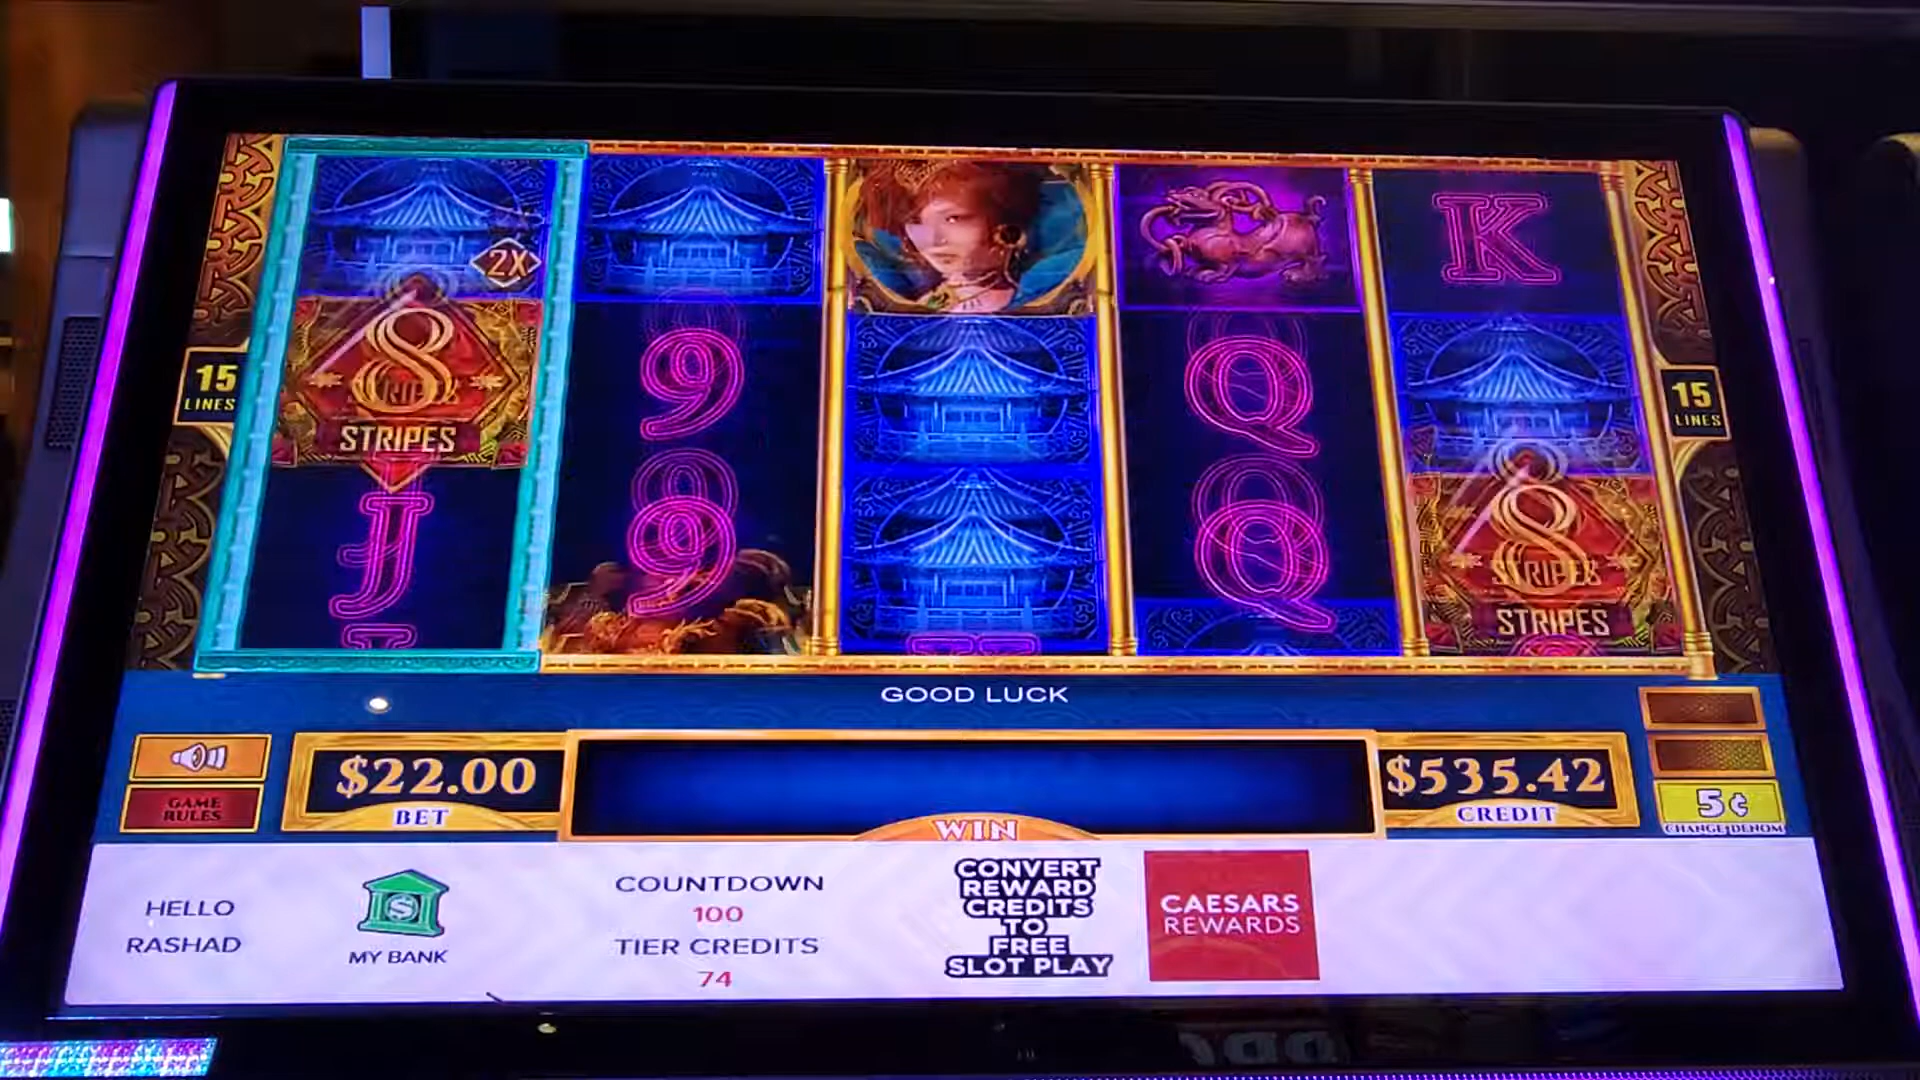 2X
K
8
STRIPES
9
Q
15
LINES
15
LINES
J
9
Q
8
STRIPES
STRIPES
GOOD LUCK
GAME
RULES
$22.00
BET
WIN
$535.42
CREDIT
5¢
CHANGE DENOM
HELLO
RASHAD
MY BANK
COUNTDOWN
100
TIER CREDITS
74
CONVERT
REWARD
CREDITS
TO
FREE
SLOT PLAY
CAESARS
REWARDS